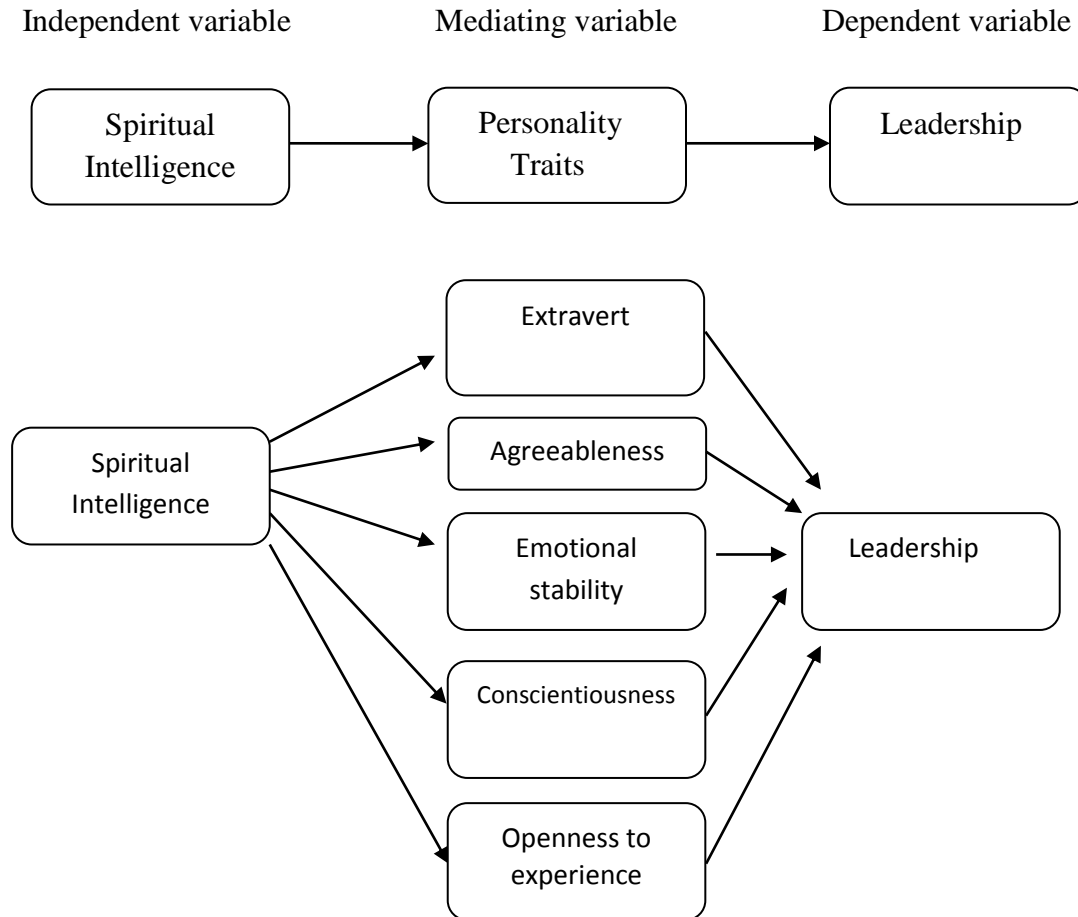 Independent variable Mediating variable Dependent variable
Spiritual
Intelligence
Personality
Traits
Leadership
Extravert
Agreeableness
Spiritual
Intelligence
Emotional
stability
Leadership
Conscientiousness
Openness to
experience